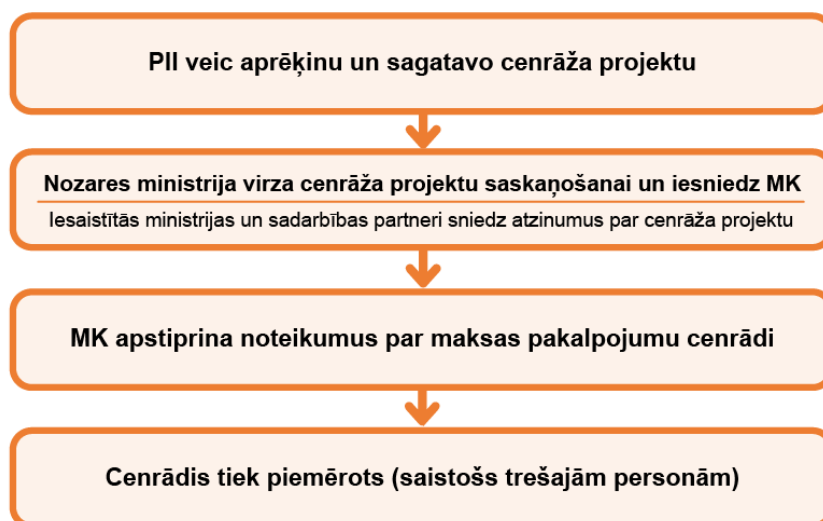 PII veic aprēķinu un sagatavo cenrāža projektu
Nozares ministrija virza cenrāža projektu saskaņošanai un iesniedz MK
Iesaistītās ministrijas un sadarbības partneri sniedz atzinumus par cenrāža projektu
MK apstiprina noteikumus par maksas pakalpojumu cenrādi
Cenrādis tiek piemērots (saistošs trešajām personām)